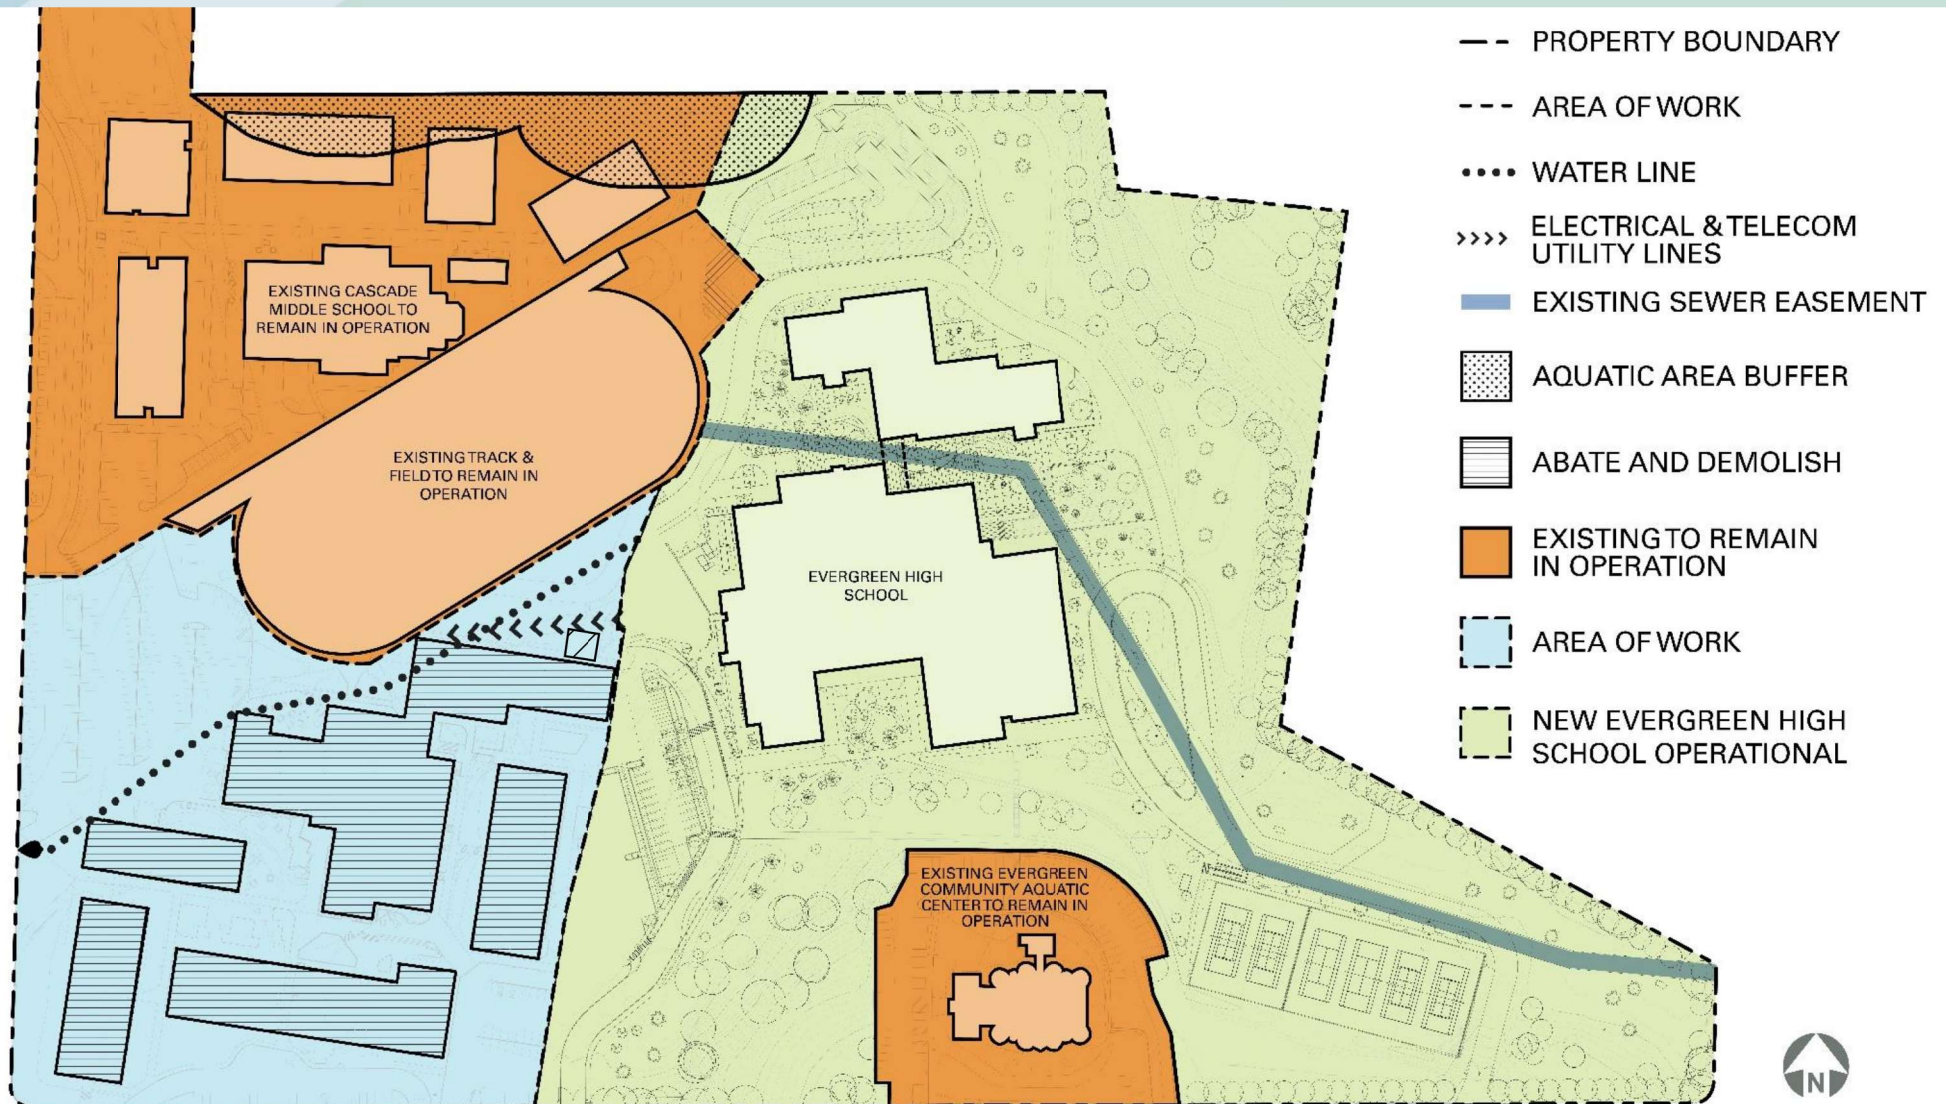 PROPERTY BOUNDARY
AREA OF WORK
WATER LINE
ELECTRICAL & TELECOM
UTILITY LINES
EXISTING SEWER EASEMENT
AQUATIC AREA BUFFER
ABATE AND DEMOLISH
EXISTING TO REMAIN
IN OPERATION
AREA OF WORK
NEW EVERGREEN HIGH
SCHOOL OPERATIONAL
EXISTING CASCADE
MIDDLE SCHOOL TO
REMAIN IN OPERATION
EXISTING TRACK &
FIELD TO REMAIN IN
OPERATION
EVERGREEN HIGH
SCHOOL
EXISTING EVERGREEN
COMMUNITY AQUATIC
CENTER TO REMAIN IN
OPERATION
N